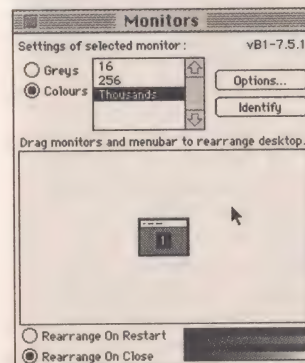 Monitors
Settings of selected monitor:
vB1-7.5.1
Greys
Colours
16
256
Thousands
Options...
Identify
Drag monitors and menubar to rearrange desktop.
1
Rearrange On Restart
Rearrange On Close